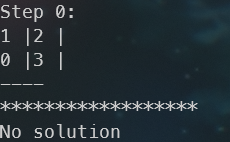 Step 0:
1 |2 |
0 |3 |
----
******************
No solution